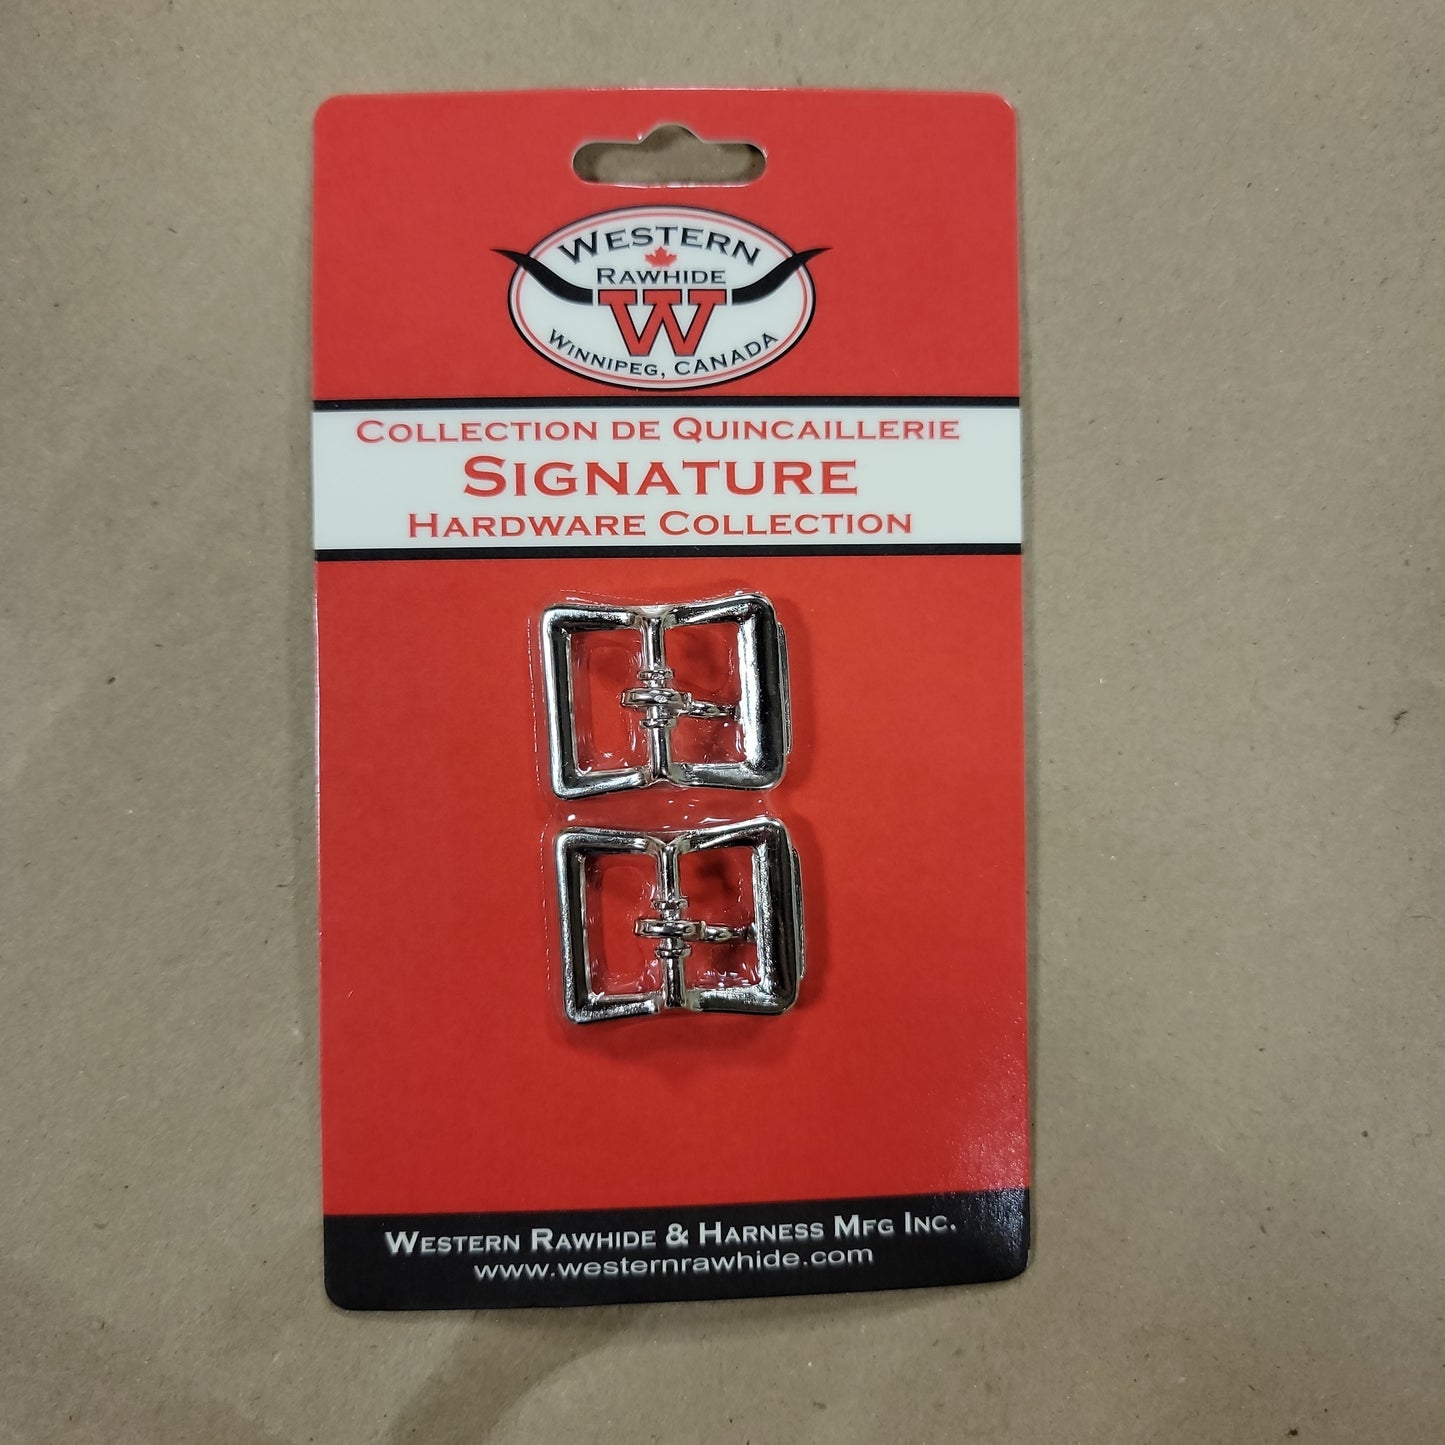 WESTERN
RAWHIDE
W
WINNIPEG, CANADA
COLLECTION DE QUINCAILLERIE
SIGNATURE
HARDWARE COLLECTION
WESTERN RAWHIDE & HARNESS MFG INC.
www.westernrawhide.com